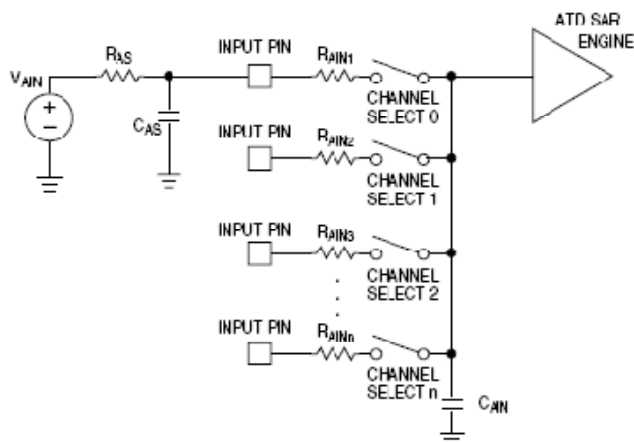 ATD SAR
ENGINE
INPUT PIN
RAS
RAIN1
VAIN
+
−
CAS
CHANNEL
SELECT 0
INPUT PIN
RAIN2
CHANNEL
SELECT 1
INPUT PIN
RAIN3
CHANNEL
SELECT 2
INPUT PIN
RAINn
CHANNEL
SELECT n
CAIN